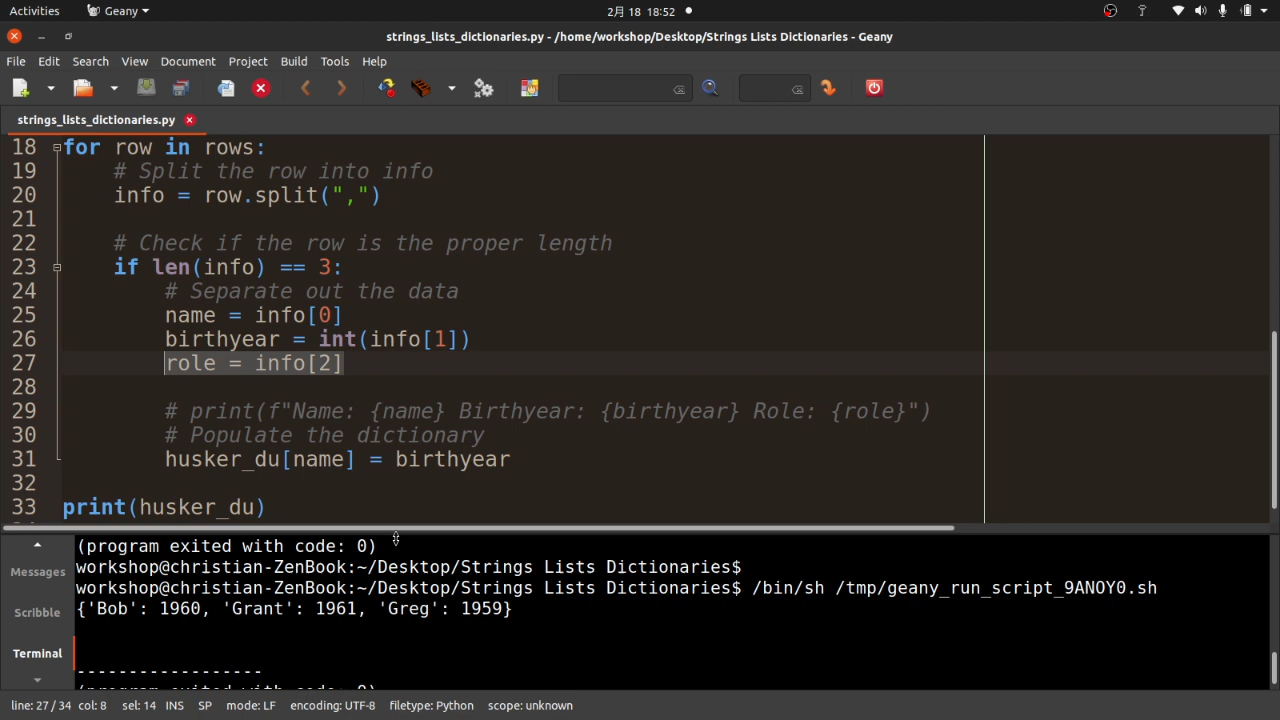 Activities Geany 2月 18 18:52
strings_lists_dictionaries.py - /home/workshop/Desktop/Strings Lists Dictionaries - Geany
File Edit Search View Document Project Build Tools Help
strings_lists_dictionaries.py
18 for row in rows:
19 # Split the row into info
20 info = row.split(",")
21
22 # Check if the row is the proper length
23 if len(info) == 3:
24 # Separate out the data
25 name = info[0]
26 birthyear = int(info[1])
27 role = info[2]
28
29 # print(f"Name: {name} Birthyear: {birthyear} Role: {role}")
30 # Populate the dictionary
31 husker_du[name] = birthyear
32
33 print(husker_du)
Messages
Scribble
Terminal
(program exited with code: 0)
workshop@christian-ZenBook:~/Desktop/Strings Lists Dictionaries$
workshop@christian-ZenBook:~/Desktop/Strings Lists Dictionaries$ /bin/sh /tmp/geany_run_script_9ANOY0.sh
{'Bob': 1960, 'Grant': 1961, 'Greg': 1959}
------------------
(program exited with code: 0)
line: 27 / 34 col: 8 sel: 14 INS SP mode: LF encoding: UTF-8 filetype: Python scope: unknown